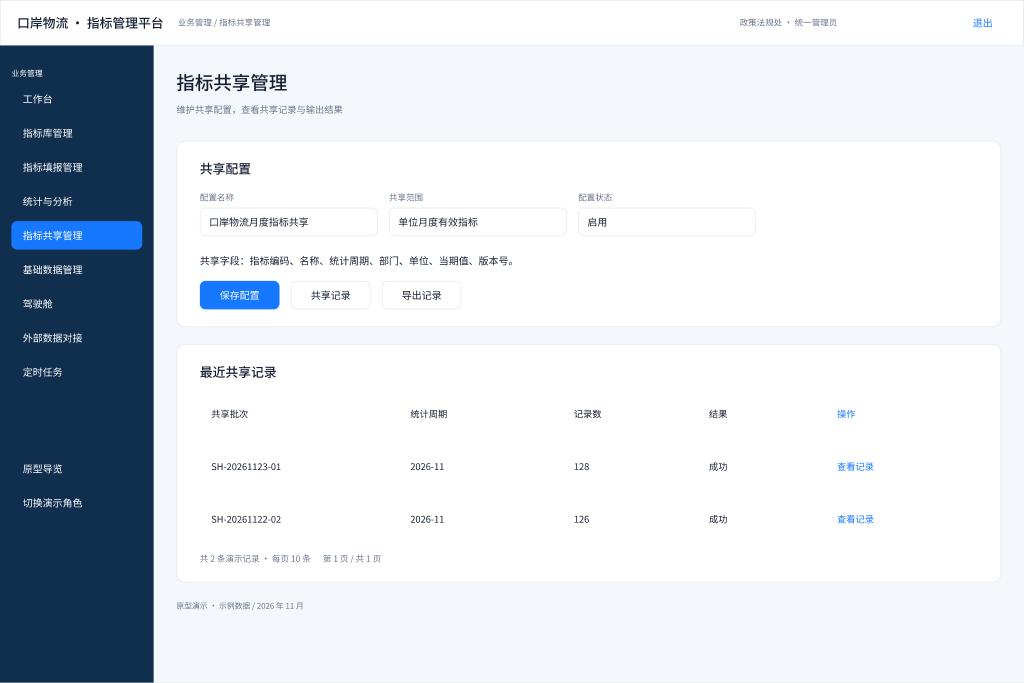 口岸物流 · 指标管理平台
业务管理 / 指标共享管理
政策法规处 · 统一管理员
退出
业务管理
工作台
指标库管理
指标填报管理
统计与分析
指标共享管理
基础数据管理
驾驶舱
外部数据对接
定时任务
原型导览
切换演示角色
指标共享管理
维护共享配置，查看共享记录与输出结果
共享配置
配置名称 共享范围 配置状态
口岸物流月度指标共享 单位月度有效指标 启用
共享字段：指标编码、名称、统计周期、部门、单位、当期值、版本号。
保存配置 共享记录 导出记录
最近共享记录
共享批次 统计周期 记录数 结果 操作
SH-20261123-01 2026-11 128 成功 查看记录
SH-20261122-02 2026-11 126 成功 查看记录
共 2 条演示记录 · 每页 10 条 第 1 页 / 共 1 页
原型演示 · 示例数据 / 2026 年 11 月